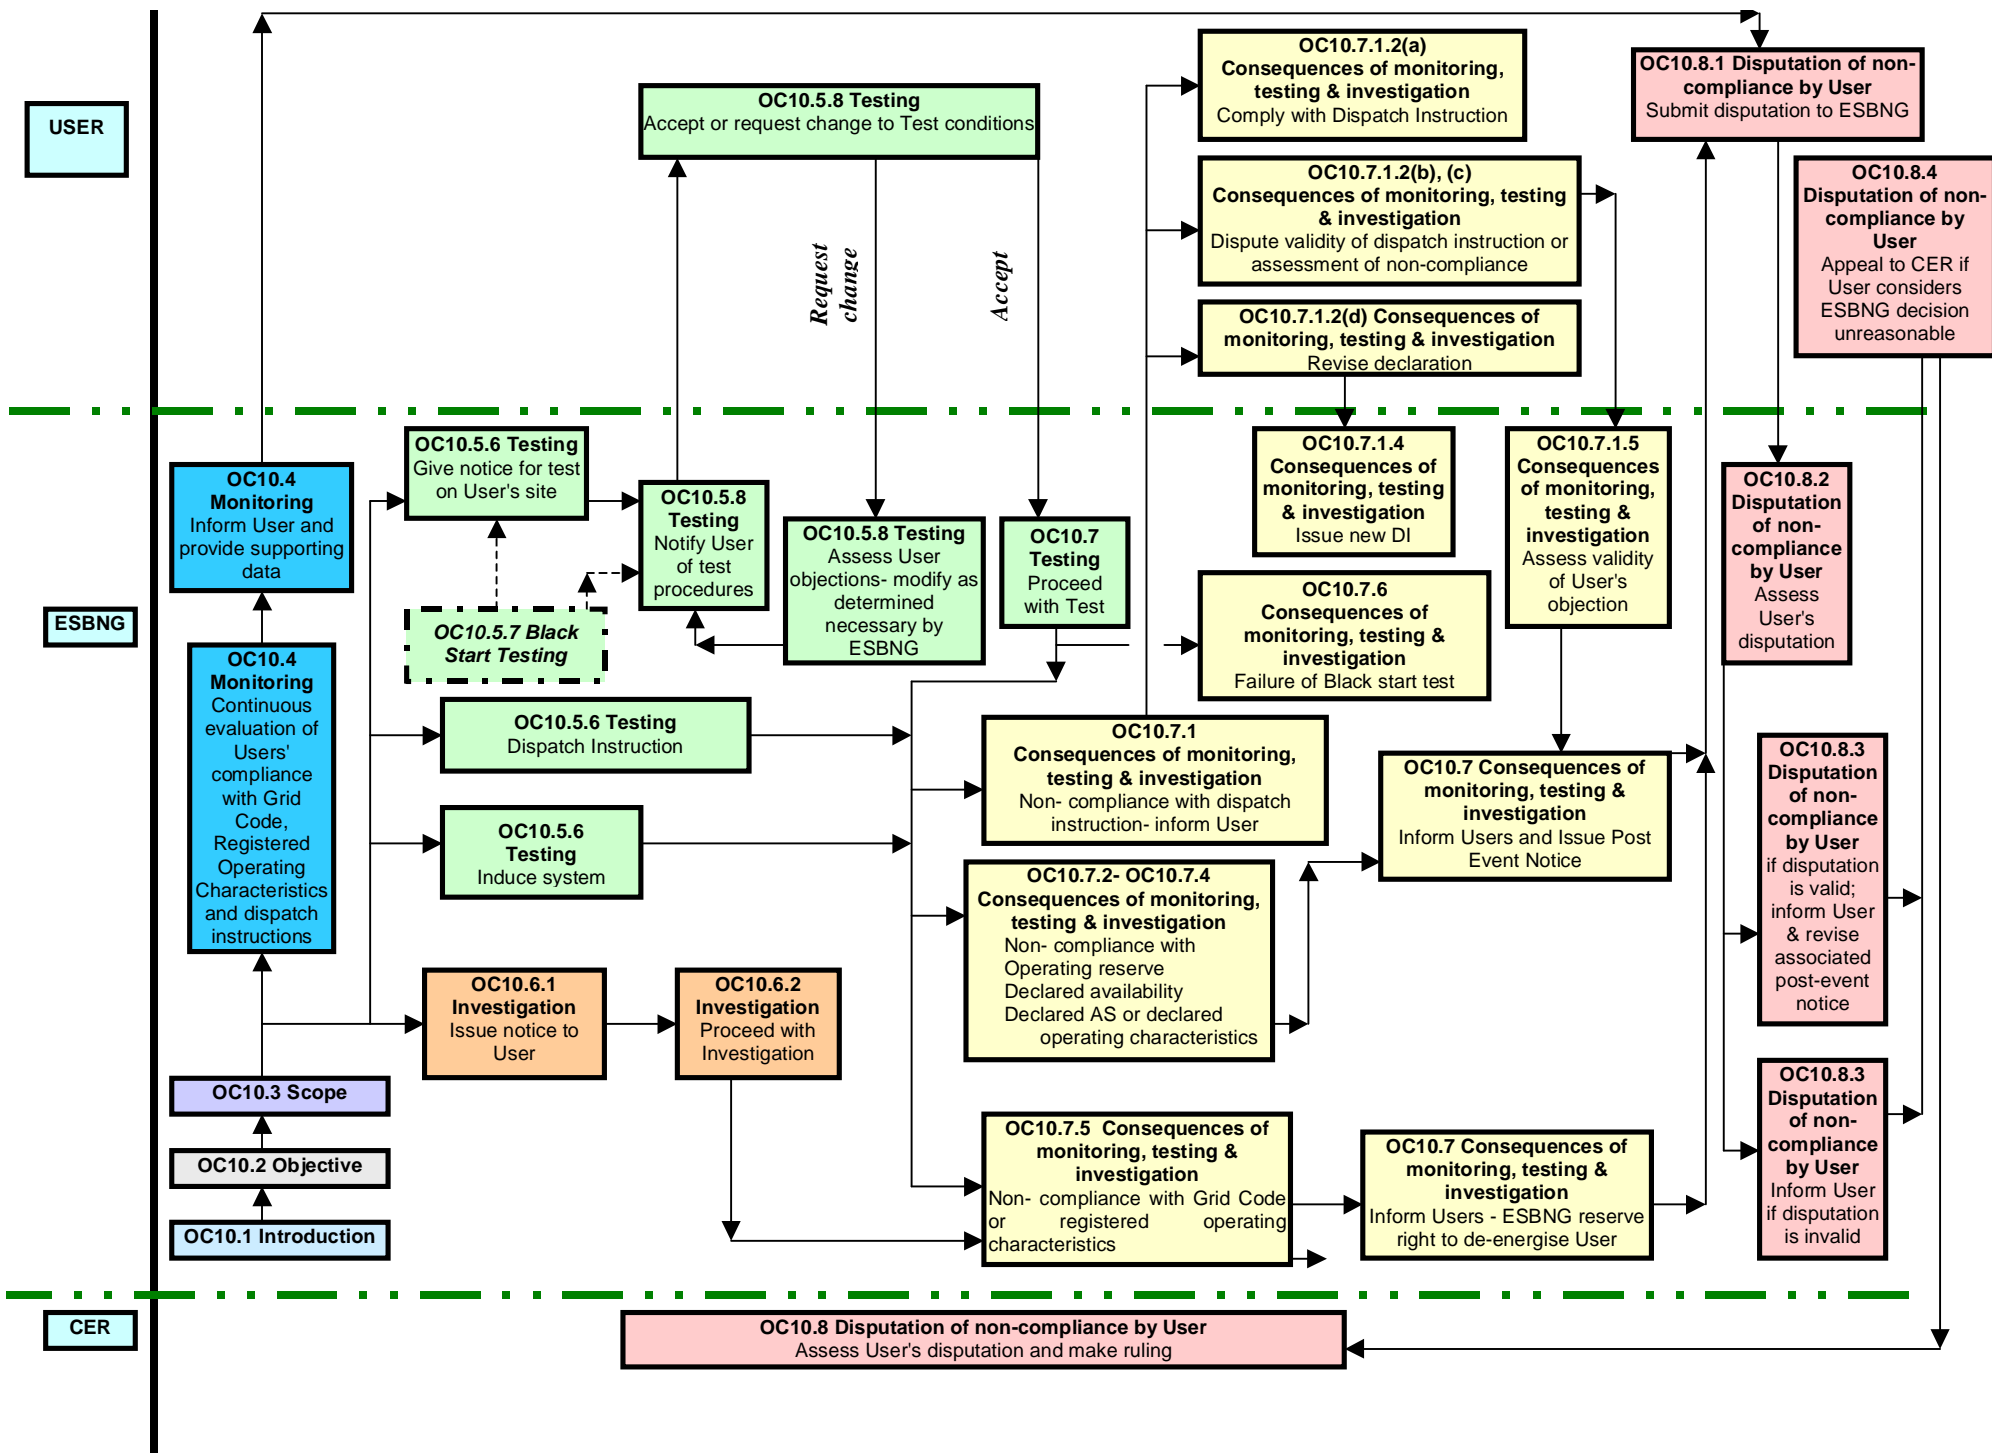 USER
OC10.5.8 Testing
Accept or request change to Test conditions
Request
change
Accept
OC10.7.1.2(a)
Consequences of monitoring,
testing & investigation
Comply with Dispatch Instruction
OC10.7.1.2(b), (c)
Consequences of monitoring, testing
& investigation
Dispute validity of dispatch instruction or
assessment of non-compliance
OC10.7.1.2(d) Consequences of
monitoring, testing & investigation
Revise declaration
OC10.8.1 Disputation of non-
compliance by User
Submit disputation to ESBNG
OC10.8.4
Disputation of non-
compliance by
User
Appeal to CER if
User considers
ESBNG decision
unreasonable
ESBNG
OC10.4
Monitoring
Inform User and
provide supporting
data
OC10.4
Monitoring
Continuous
evaluation of
Users'
compliance
with Grid
Code,
Registered
Operating
Characteristics
and dispatch
instructions
OC10.3 Scope
OC10.2 Objective
OC10.1 Introduction
OC10.5.6 Testing
Give notice for test
on User's site
OC10.5.7 Black
Start Testing
OC10.5.8
Testing
Notify User
of test
procedures
OC10.5.8 Testing
Assess User
objections- modify as
determined
necessary by
ESBNG
OC10.7
Testing
Proceed
with Test
OC10.5.6 Testing
Dispatch Instruction
OC10.5.6
Testing
Induce system
OC10.6.1
Investigation
Issue notice to
User
OC10.6.2
Investigation
Proceed with
Investigation
OC10.7.1.4
Consequences of
monitoring, testing
& investigation
Issue new DI
OC10.7.1.5
Consequences
of monitoring,
testing &
investigation
Assess validity
of User's
objection
OC10.7.6
Consequences of
monitoring, testing &
investigation
Failure of Black start test
OC10.7.1
Consequences of monitoring,
testing & investigation
Non- compliance with dispatch
instruction- inform User
OC10.7 Consequences of
monitoring, testing &
investigation
Inform Users and Issue Post
Event Notice
OC10.7.2- OC10.7.4
Consequences of monitoring,
testing & investigation
Non- compliance with
Operating reserve
Declared availability
Declared AS or declared
operating characteristics
OC10.7.5 Consequences of
monitoring, testing &
investigation
Non- compliance with Grid Code
or registered operating
characteristics
OC10.7 Consequences of
monitoring, testing &
investigation
Inform Users - ESBNG reserve
right to de-energise User
OC10.8.2
Disputation
of non-
compliance
by User
Assess
User's
disputation
OC10.8.3
Disputation
of non-
compliance
by User
if disputation
is valid;
inform User
& revise
associated
post-event
notice
OC10.8.3
Disputation
of non-
compliance
by User
Inform User
if disputation
is invalid
CER
OC10.8 Disputation of non-compliance by User
Assess User's disputation and make ruling